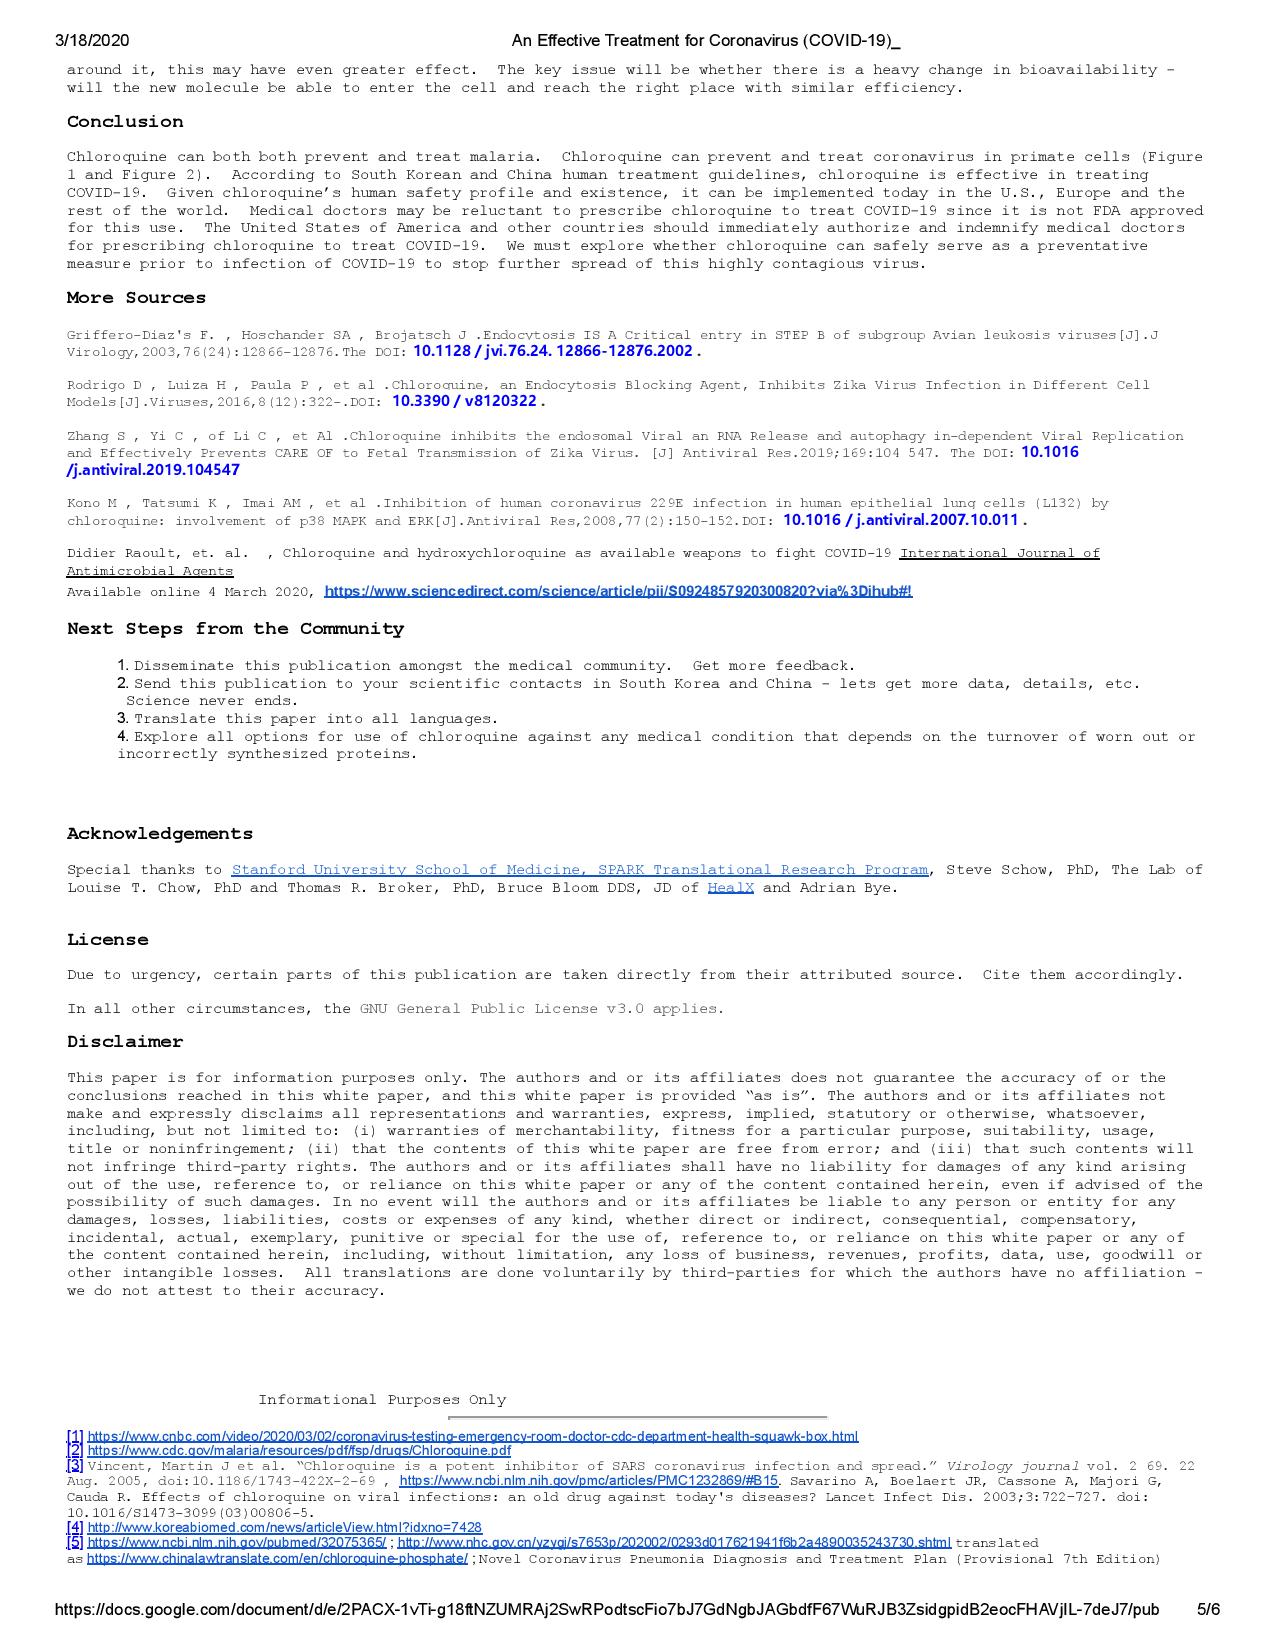 3/18/2020 An Effective Treatment for Coronavirus (COVID-19)_
around it, this may have even greater effect.  The key issue will be whether there is a heavy change in bioavailability -
will the new molecule be able to enter the cell and reach the right place with similar efficiency.
Conclusion
Chloroquine can both both prevent and treat malaria.  Chloroquine can prevent and treat coronavirus in primate cells (Figure
1 and Figure 2).  According to South Korean and China human treatment guidelines, chloroquine is effective in treating
COVID-19.  Given chloroquine’s human safety profile and existence, it can be implemented today in the U.S., Europe and the
rest of the world.  Medical doctors may be reluctant to prescribe chloroquine to treat COVID-19 since it is not FDA approved
for this use.  The United States of America and other countries should immediately authorize and indemnify medical doctors
for prescribing chloroquine to treat COVID-19.  We must explore whether chloroquine can safely serve as a preventative
measure prior to infection of COVID-19 to stop further spread of this highly contagious virus.
More Sources
Griffero-Diaz's F. , Hoschander SA , Brojatsch J .Endocytosis IS A Critical entry in STEP B of subgroup Avian leukosis viruses[J].J
Virology,2003,76(24):12866-12876.The DOI: 10.1128 / jvi.76.24. 12866-12876.2002 .
Rodrigo D , Luiza H , Paula P , et al .Chloroquine, an Endocytosis Blocking Agent, Inhibits Zika Virus Infection in Different Cell
Models[J].Viruses,2016,8(12):322-.DOI:  10.3390 / v8120322 .
Zhang S , Yi C , of Li C , et Al .Chloroquine inhibits the endosomal Viral an RNA Release and autophagy in-dependent Viral Replication
and Effectively Prevents CARE OF to Fetal Transmission of Zika Virus. [J] Antiviral Res.2019;169:104 547. The DOI: 10.1016
/j.antiviral.2019.104547
Kono M , Tatsumi K , Imai AM , et al .Inhibition of human coronavirus 229E infection in human epithelial lung cells (L132) by
chloroquine: involvement of p38 MAPK and ERK[J].Antiviral Res,2008,77(2):150-152.DOI:  10.1016 / j.antiviral.2007.10.011 .
Didier Raoult, et. al.  , Chloroquine and hydroxychloroquine as available weapons to fight COVID-19 International Journal of
Antimicrobial Agents
Available online 4 March 2020, https://www.sciencedirect.com/science/article/pii/S0924857920300820?via%3Dihub#!
Next Steps from the Community
1. Disseminate this publication amongst the medical community.  Get more feedback.
2. Send this publication to your scientific contacts in South Korea and China - lets get more data, details, etc.
Science never ends.
3. Translate this paper into all languages.
4. Explore all options for use of chloroquine against any medical condition that depends on the turnover of worn out or
incorrectly synthesized proteins.
Acknowledgements
Special thanks to Stanford University School of Medicine, SPARK Translational Research Program, Steve Schow, PhD, The Lab of
Louise T. Chow, PhD and Thomas R. Broker, PhD, Bruce Bloom DDS, JD of HealX and Adrian Bye.
License
Due to urgency, certain parts of this publication are taken directly from their attributed source.  Cite them accordingly.
In all other circumstances, the GNU General Public License v3.0 applies.
Disclaimer
This paper is for information purposes only. The authors and or its affiliates does not guarantee the accuracy of or the
conclusions reached in this white paper, and this white paper is provided “as is”. The authors and or its affiliates not
make and expressly disclaims all representations and warranties, express, implied, statutory or otherwise, whatsoever,
including, but not limited to: (i) warranties of merchantability, fitness for a particular purpose, suitability, usage,
title or noninfringement; (ii) that the contents of this white paper are free from error; and (iii) that such contents will
not infringe third-party rights. The authors and or its affiliates shall have no liability for damages of any kind arising
out of the use, reference to, or reliance on this white paper or any of the content contained herein, even if advised of the
possibility of such damages. In no event will the authors and or its affiliates be liable to any person or entity for any
damages, losses, liabilities, costs or expenses of any kind, whether direct or indirect, consequential, compensatory,
incidental, actual, exemplary, punitive or special for the use of, reference to, or reliance on this white paper or any of
the content contained herein, including, without limitation, any loss of business, revenues, profits, data, use, goodwill or
other intangible losses.  All translations are done voluntarily by third-parties for which the authors have no affiliation -
we do not attest to their accuracy.
Informational Purposes Only
[1] https://www.cnbc.com/video/2020/03/02/coronavirus-testing-emergency-room-doctor-cdc-department-health-squawk-box.html
[2] https://www.cdc.gov/malaria/resources/pdf/fsp/drugs/Chloroquine.pdf
[3] Vincent, Martin J et al. “Chloroquine is a potent inhibitor of SARS coronavirus infection and spread.” Virology journal vol. 2 69. 22
Aug. 2005, doi:10.1186/1743-422X-2-69 , https://www.ncbi.nlm.nih.gov/pmc/articles/PMC1232869/#B15. Savarino A, Boelaert JR, Cassone A, Majori G,
Cauda R. Effects of chloroquine on viral infections: an old drug against today's diseases? Lancet Infect Dis. 2003;3:722–727. doi:
10.1016/S1473-3099(03)00806-5.
[4] http://www.koreabiomed.com/news/articleView.html?idxno=7428
[5] https://www.ncbi.nlm.nih.gov/pubmed/32075365/ ; http://www.nhc.gov.cn/yzygj/s7653p/202002/0293d017621941f6b2a4890035243730.shtml translated
as https://www.chinalawtranslate.com/en/chloroquine-phosphate/ ;Novel Coronavirus Pneumonia Diagnosis and Treatment Plan (Provisional 7th Edition)
https://docs.google.com/document/d/e/2PACX-1vTi-g18ftNZUMRAj2SwRPodtscFio7bJ7GdNgbJAGbdfF67WuRJB3ZsidgpidB2eocFHAVjIL-7deJ7/pub 5/6